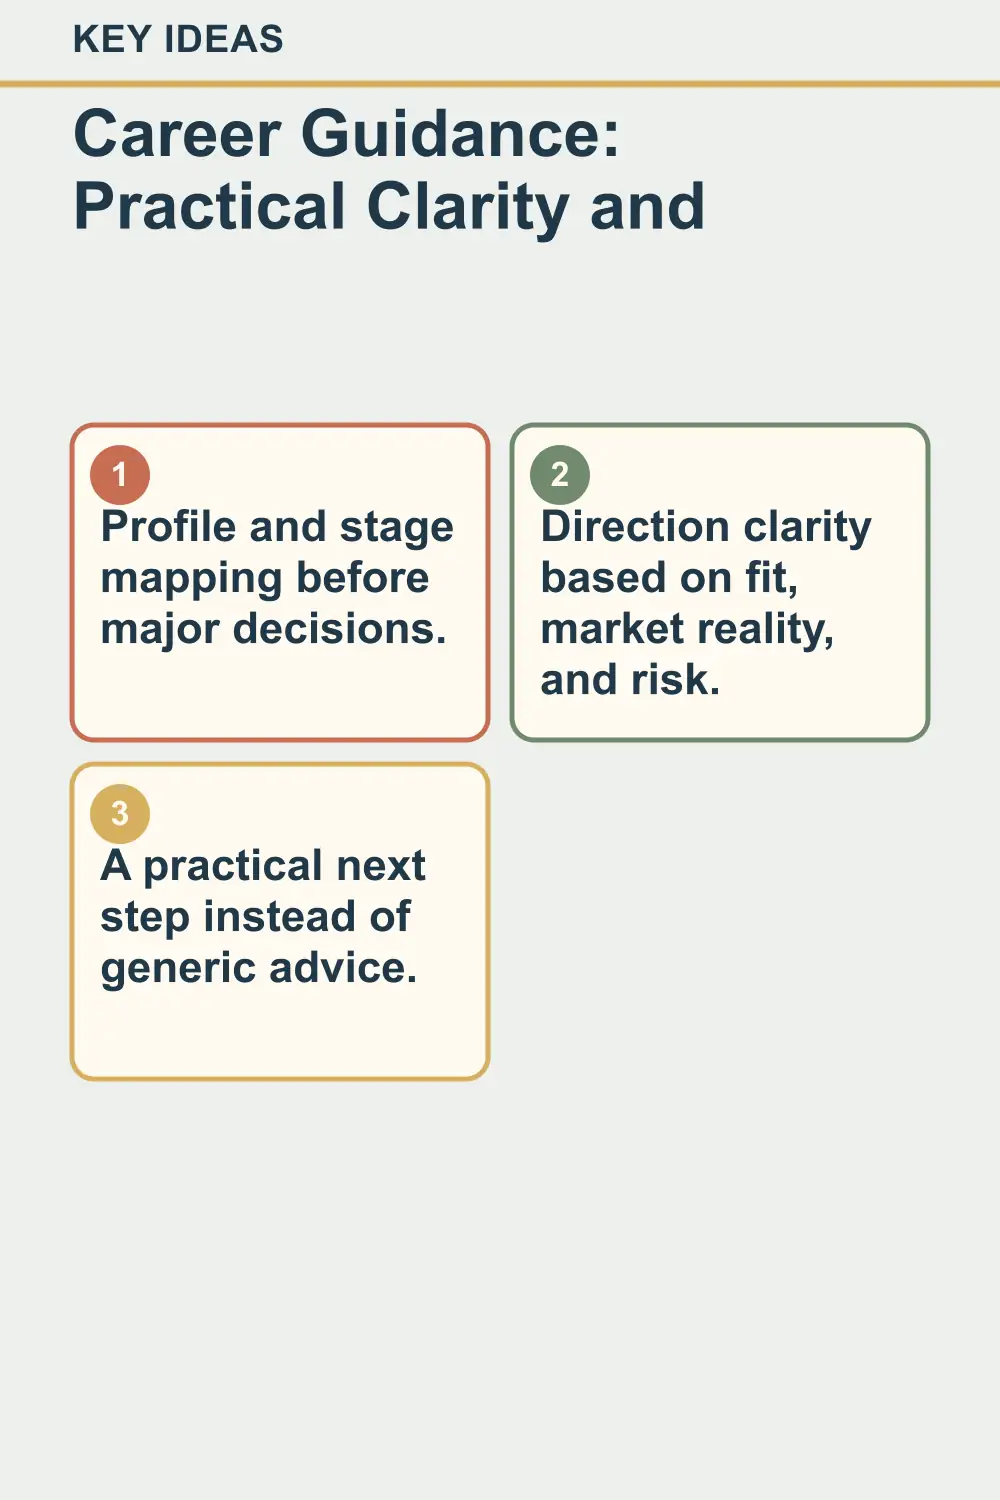 KEY IDEAS
Career Guidance:
Practical Clarity and
1
Profile and stage
mapping before
major decisions.
2
Direction clarity
based on fit,
market reality,
and risk.
3
A practical next
step instead of
generic advice.